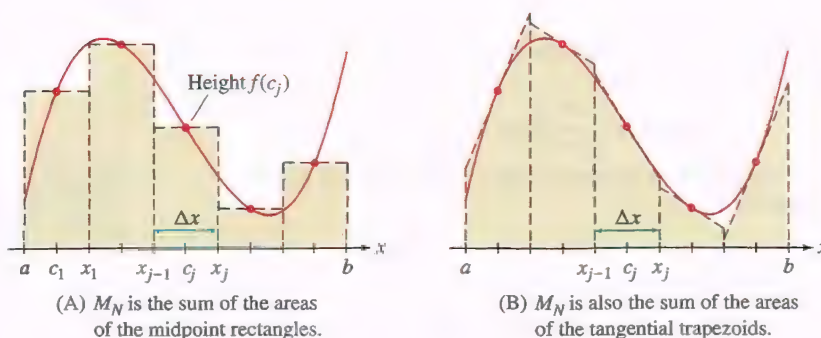 Height f(c_j)
Δx
x
a c_1 x_1 x_{j−1} c_j x_j b
(A) M_N is the sum of the areas
of the midpoint rectangles.
Δx
x
a x_{j−1} c_j x_j b
(B) M_N is also the sum of the areas
of the tangential trapezoids.